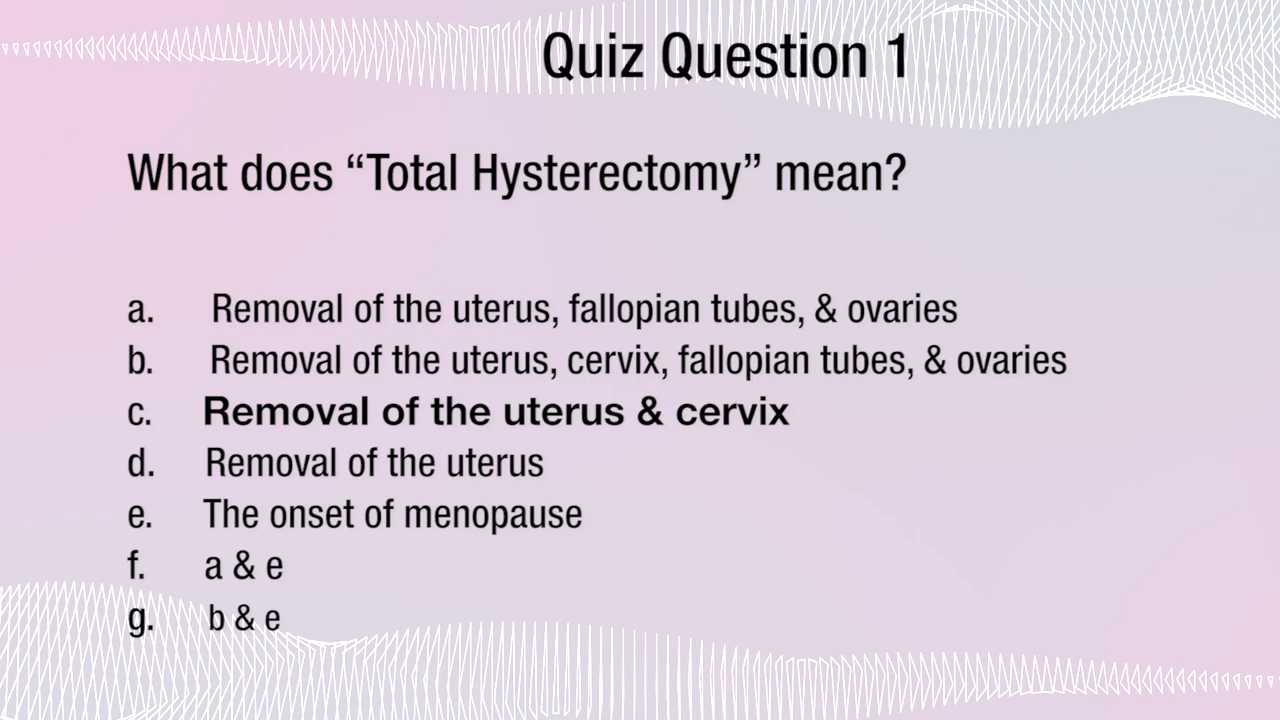 Quiz Question 1
What does “Total Hysterectomy” mean?
a. Removal of the uterus, fallopian tubes, & ovaries
b. Removal of the uterus, cervix, fallopian tubes, & ovaries
c. Removal of the uterus & cervix
d. Removal of the uterus
e. The onset of menopause
f. a & e
g. b & e